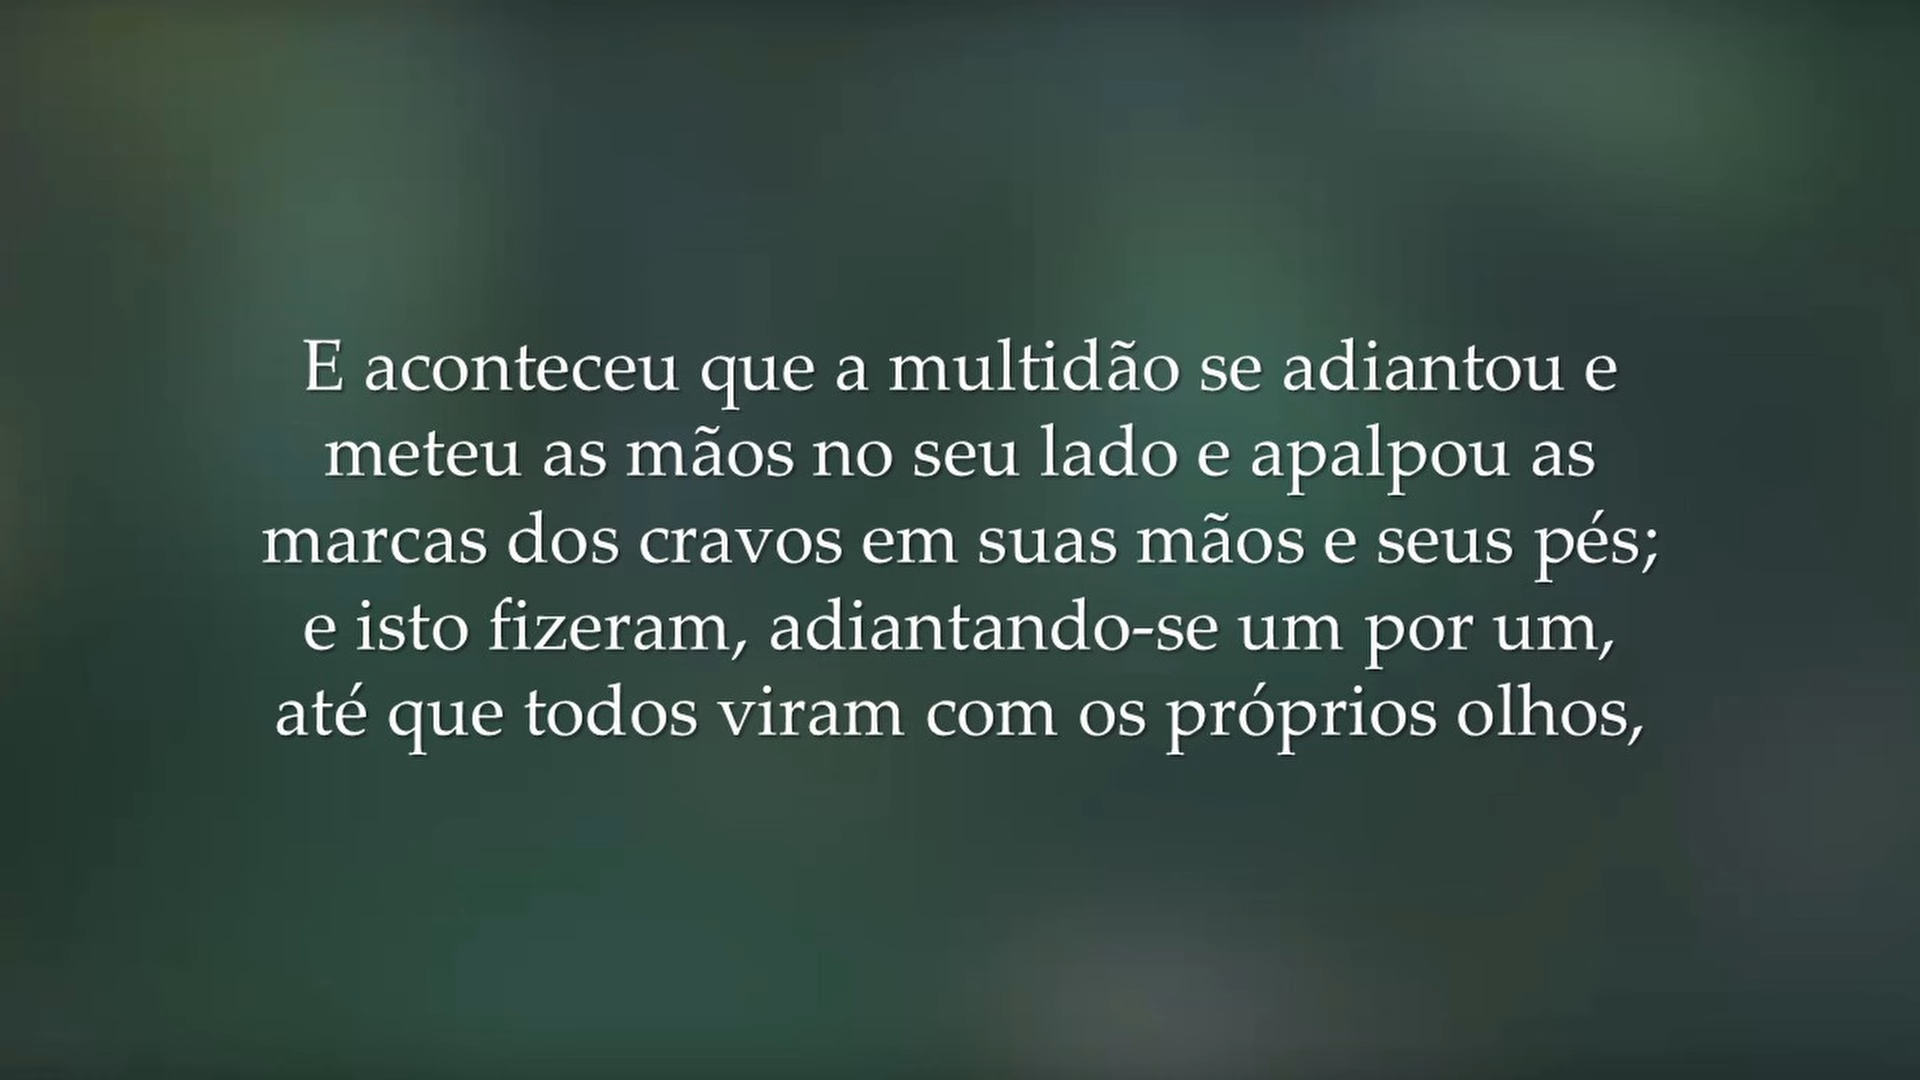 E aconteceu que a multidão se adiantou e
meteu as mãos no seu lado e apalpou as
marcas dos cravos em suas mãos e seus pés;
e isto fizeram, adiantando-se um por um,
até que todos viram com os próprios olhos,